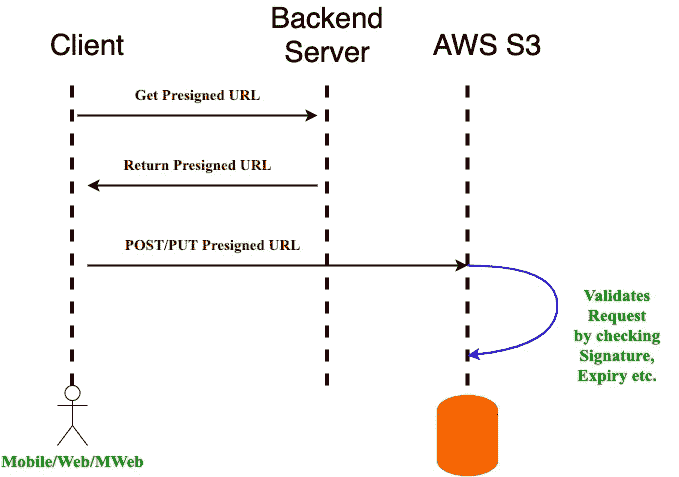 Client
Backend
Server
AWS S3
Get Presigned URL
Return Presigned URL
POST/PUT Presigned URL
Validates
Request
by checking
Signature,
Expiry etc.
Mobile/Web/MWeb